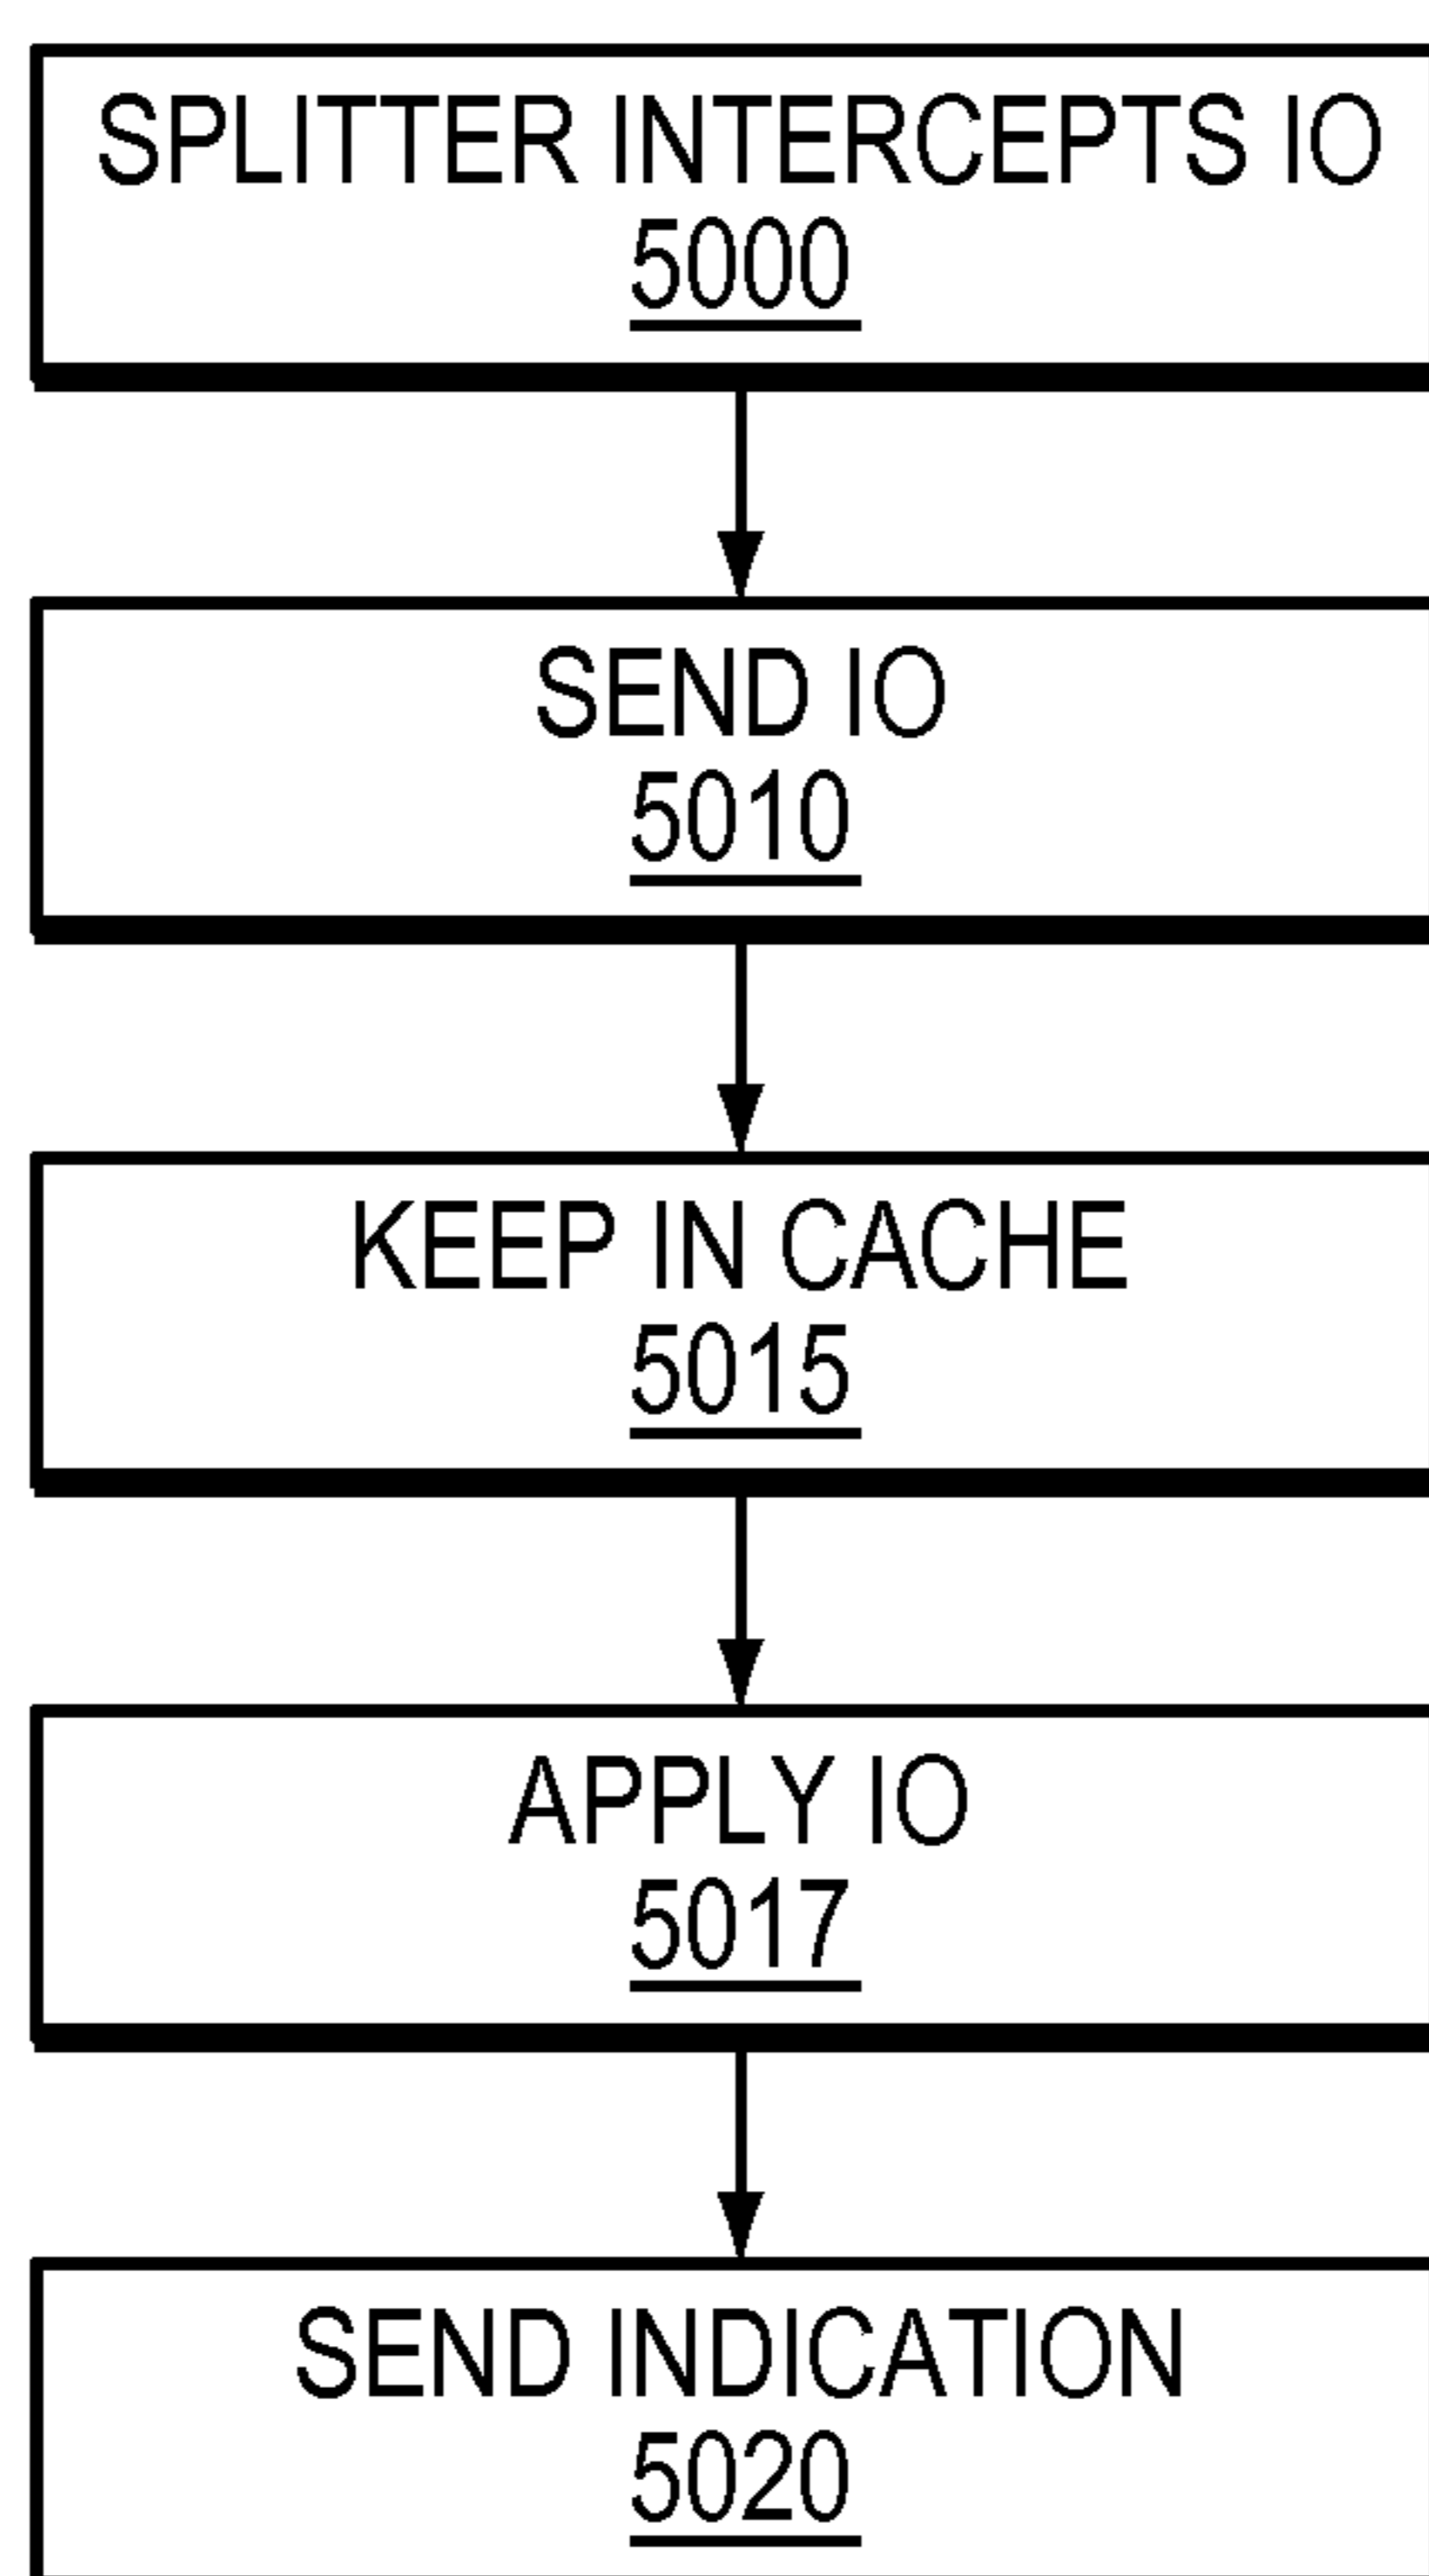 SPLITTER INTERCEPTS IO
5000
SEND IO
5010
KEEP IN CACHE
5015
APPLY IO
5017
SEND INDICATION
5020